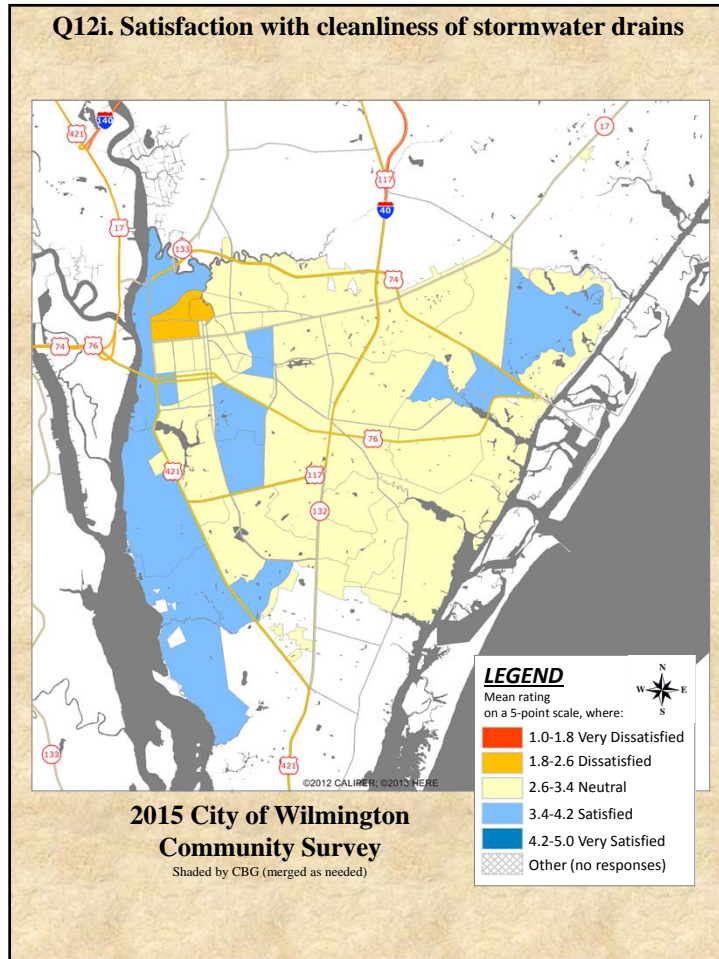 Q12i. Satisfaction with cleanliness of stormwater drains
140
421
17
117
40
17
133
74
74
76
76
421
117
132
133
421
LEGEND
Mean rating
on a 5-point scale, where:
N
W E
S
1.0-1.8 Very Dissatisfied
1.8-2.6 Dissatisfied
2.6-3.4 Neutral
3.4-4.2 Satisfied
4.2-5.0 Very Satisfied
Other (no responses)
©2012 CALIPER; ©2013 HERE
2015 City of Wilmington
Community Survey
Shaded by CBG (merged as needed)